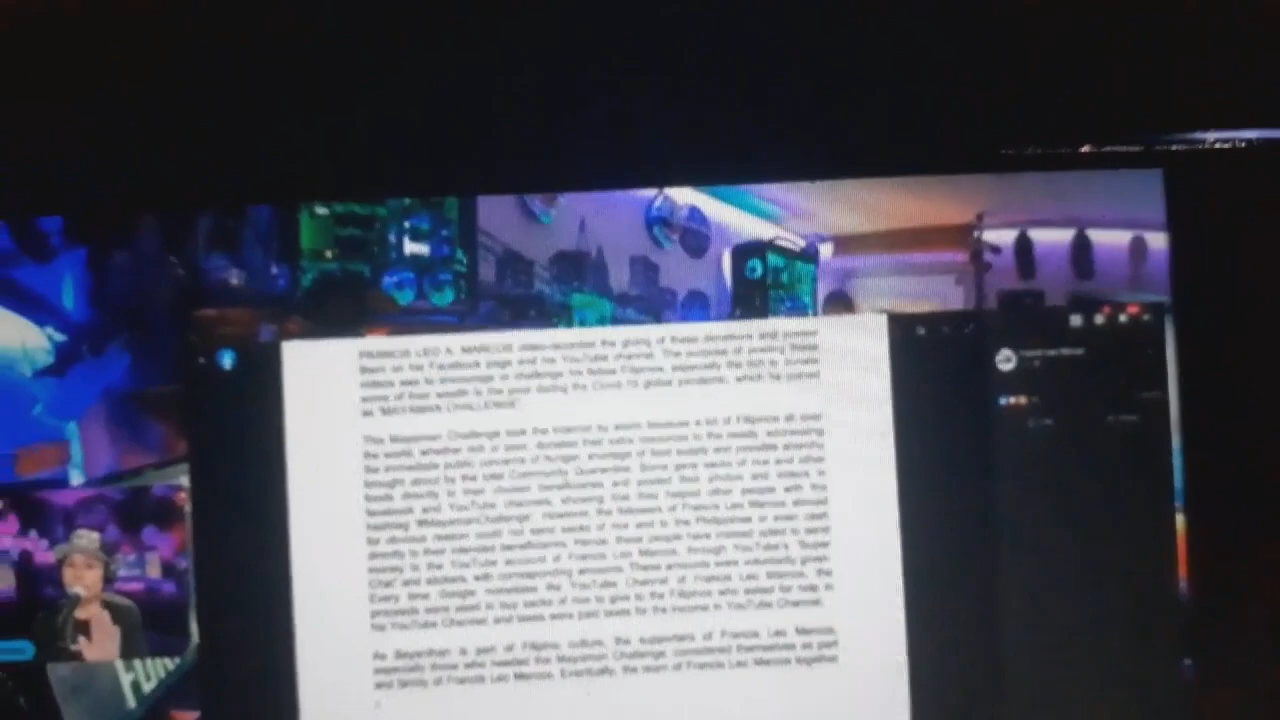 FRANCIS LEO A. MARCOS video-recorded the giving of these donations and posted
them on his Facebook page and his YouTube channel. The purpose of posting these
videos was to encourage or challenge his fellow Filipinos, especially the rich to donate
some of their wealth to the poor during the Covid-19 global pandemic, which he coined
as "MAYAMAN CHALLENGE".
This Mayaman Challenge took the internet by storm because a lot of Filipinos all over
the world, whether rich or poor, donated their extra resources to the needy, addressing
the immediate public concerns of hunger, shortage of food supply and possible anarchy
brought about by the total Community Quarantine. Some gave sacks of rice and other
foods directly to their chosen beneficiaries and posted their photos and videos in
facebook and YouTube channels, showing that they helped other people with the
hashtag "#MayamanChallenge". However, the followers of Francis Leo Marcos abroad
for obvious reason could not send sacks of rice and to the Philippines or even cash
directly to their intended beneficiaries. Hence, these people have instead opted to send
money to the YouTube account of Francis Leo Marcos, through YouTube's "Super
Chat" and stickers, with corresponding amounts. These amounts were voluntarily given.
Every time Google monetizes the YouTube Channel of Francis Leo Marcos, the
proceeds were used to buy sacks of rice to give to the Filipinos who asked for help in
his YouTube Channel, and taxes were paid for the income in YouTube Channel.
As Bayanihan is part of Filipino culture, the supporters of Francis Leo Marcos
especially those who needed the Mayaman Challenge considered themselves as part
and family of Francis Leo Marcos. Eventually, the team of Francis Leo Marcos together